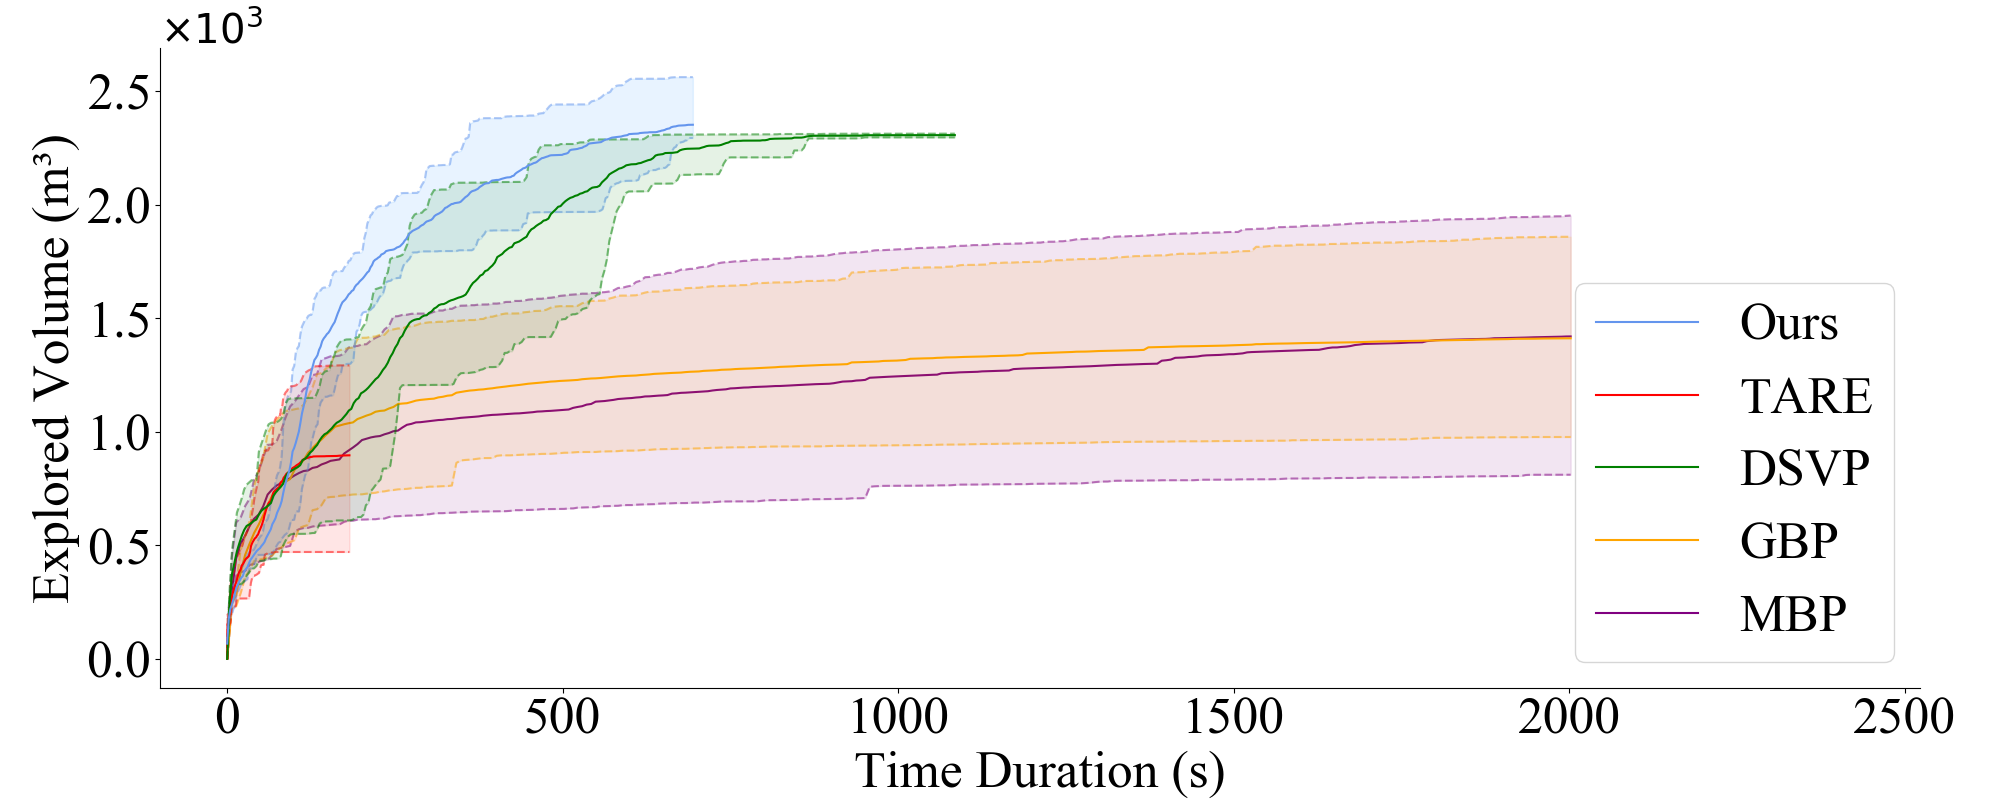 ×10³
Explored Volume (m³)
2.5
2.0
1.5
1.0
0.5
0.0
0 500 1000 1500 2000 2500
Time Duration (s)
Ours
TARE
DSVP
GBP
MBP